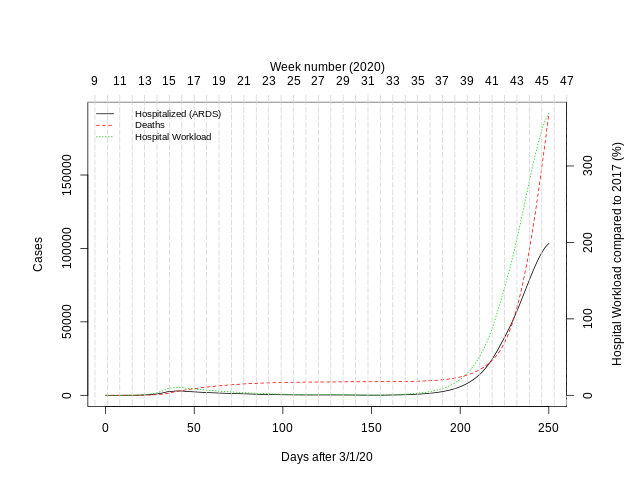 Week number (2020)
9 11 13 15 17 19 21 23 25 27 29 31 33 35 37 39 41 43 45 47
Hospitalized (ARDS)
Deaths
Hospital Workload
Cases
0 50000 100000 150000
0 100 200 300
Hospital Workload compared to 2017 (%)
0 50 100 150 200 250
Days after 3/1/20